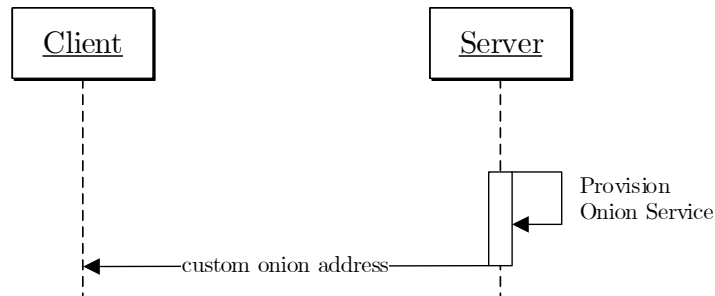 Client
Server
Provision
Onion Service
custom onion address